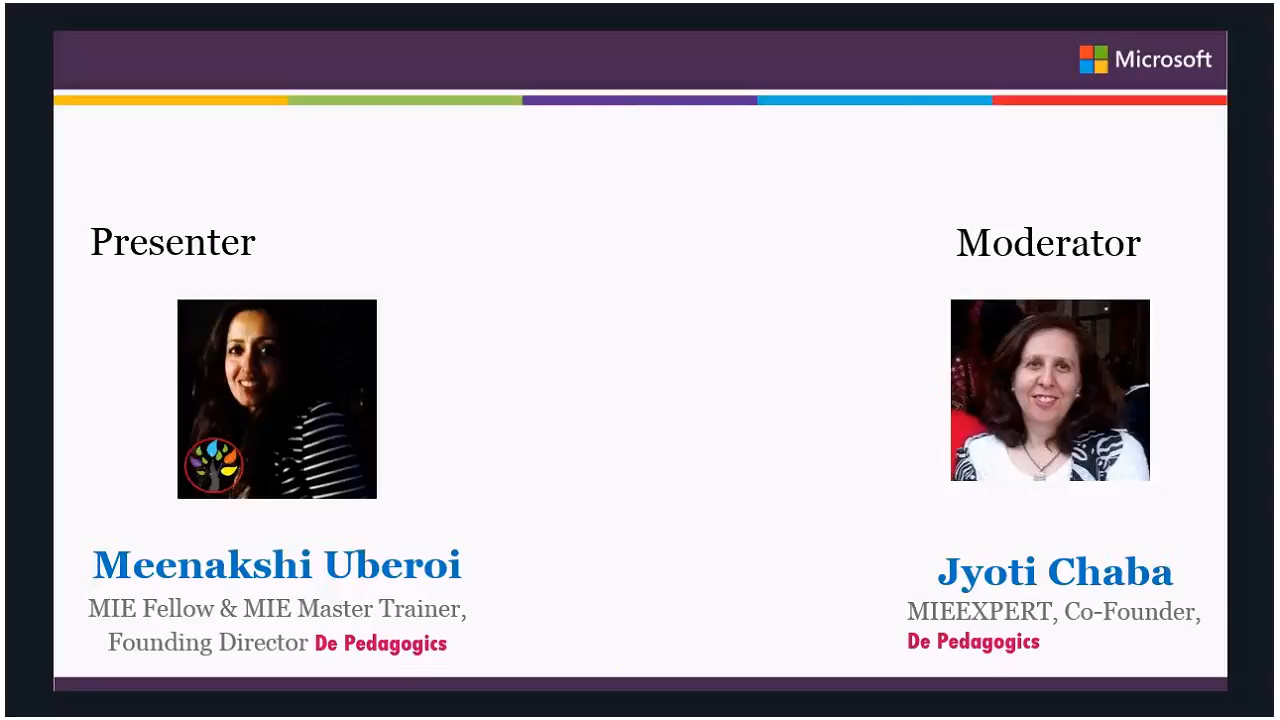 Microsoft
Presenter
Moderator
Meenakshi Uberoi
MIE Fellow & MIE Master Trainer,
Founding Director De Pedagogics
Jyoti Chaba
MIEEXPERT, Co-Founder,
De Pedagogics